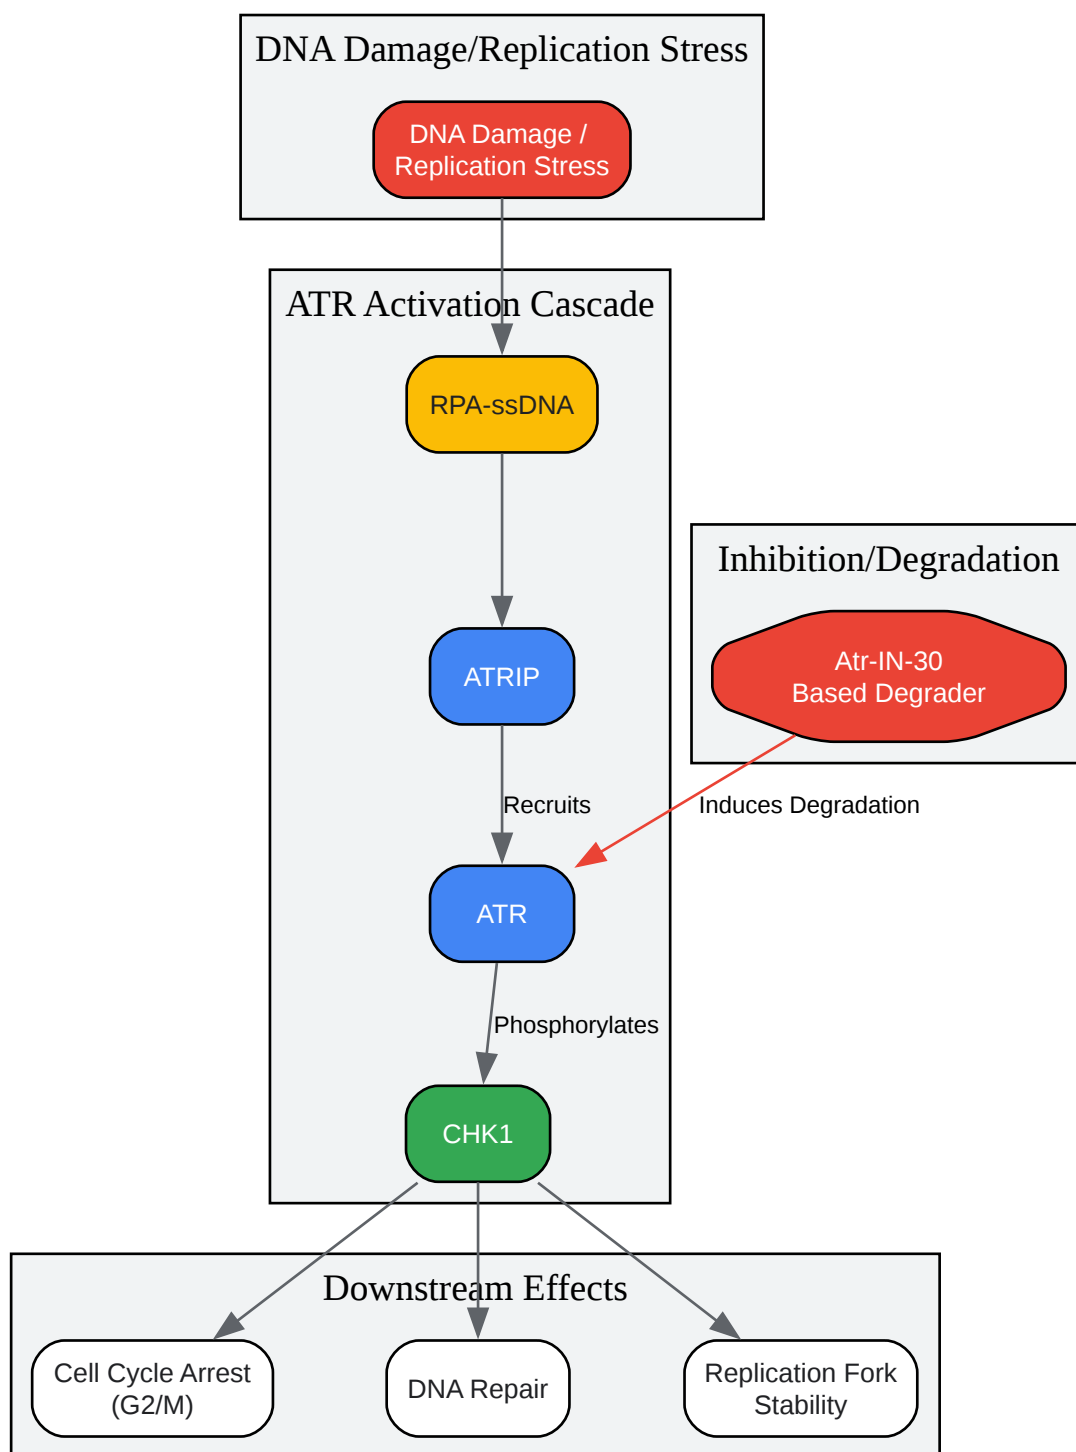 DNA Damage/Replication Stress
DNA Damage /
Replication Stress
ATR Activation Cascade
RPA-ssDNA
Inhibition/Degradation
ATRIP
Atr-IN-30
Based Degrader
Recruits
Induces Degradation
ATR
Phosphorylates
CHK1
Downstream Effects
Cell Cycle Arrest
(G2/M)
DNA Repair
Replication Fork
Stability